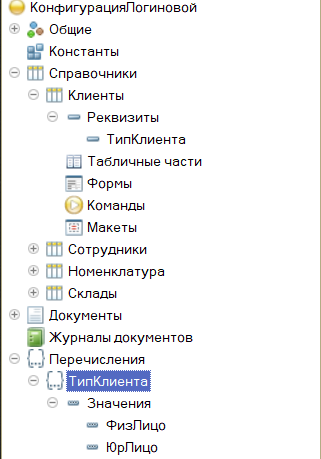 КонфигурацияЛогиновой
Общие
Константы
Справочники
Клиенты
Реквизиты
ТипКлиента
Табличные части
Формы
Команды
Макеты
Сотрудники
Номенклатура
Склады
Документы
Журналы документов
Перечисления
ТипКлиента
Значения
ФизЛицо
ЮрЛицо